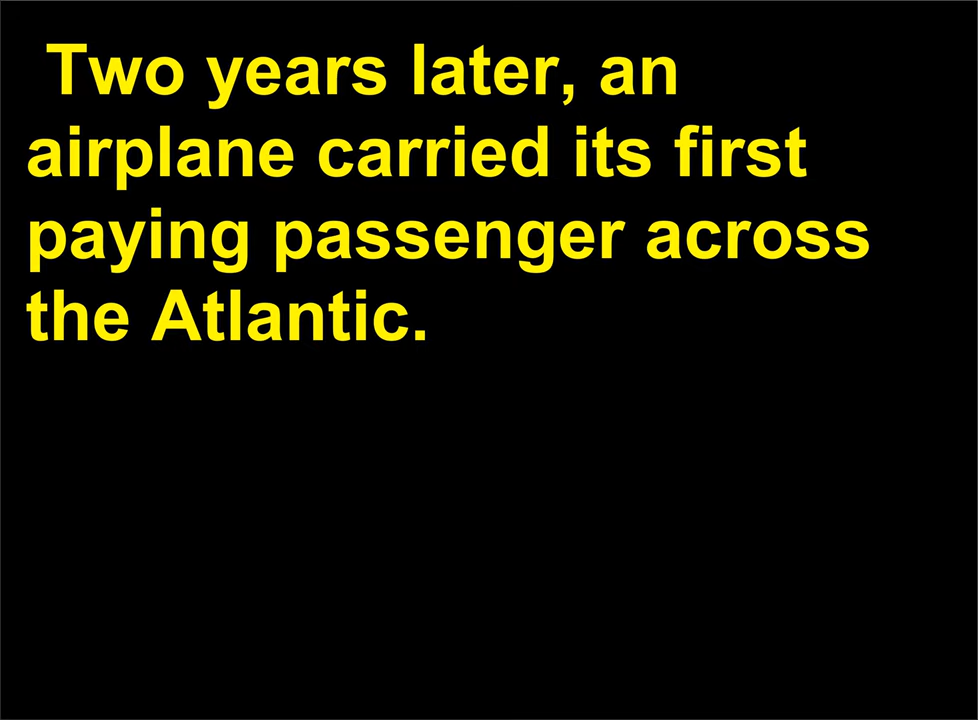 Two years later, an
airplane carried its first
paying passenger across
the Atlantic.